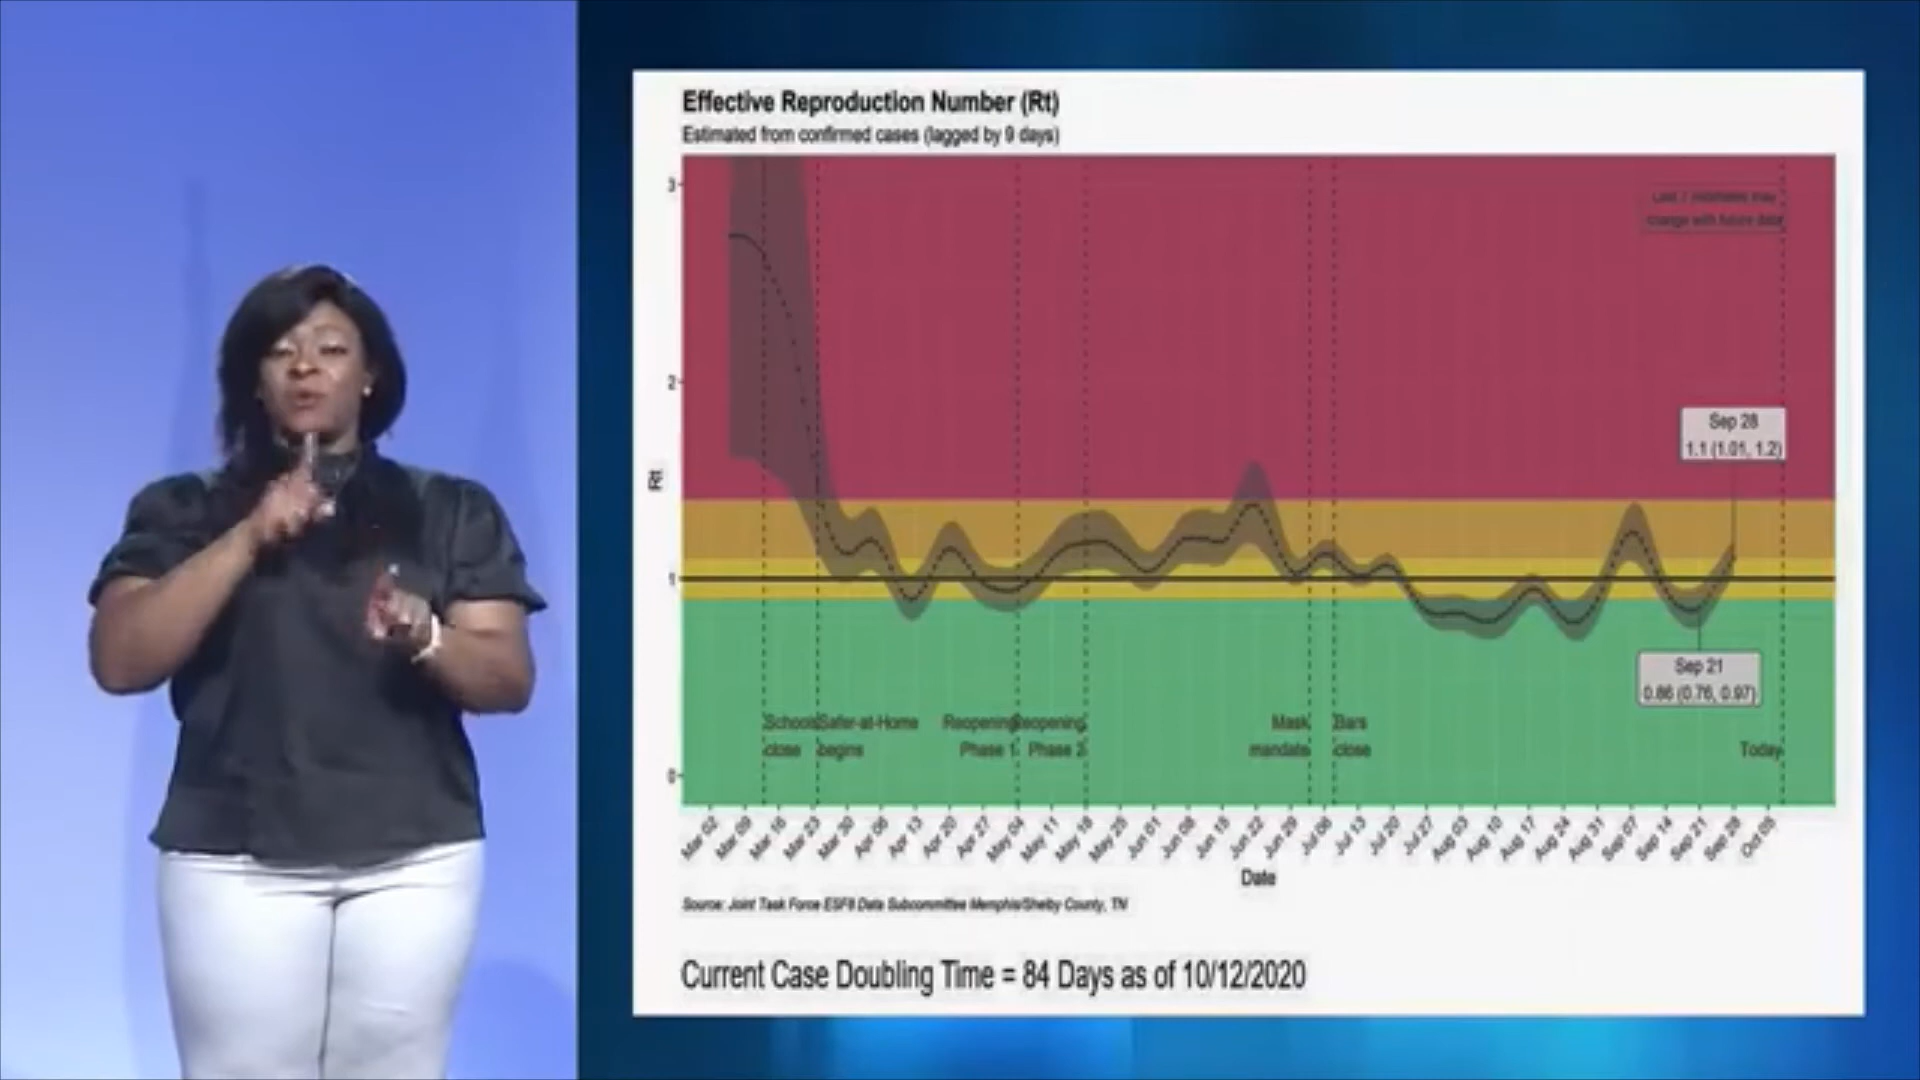 Effective Reproduction Number (Rt)
Estimated from confirmed cases (lagged by 9 days)
3
change with future data
2
Sep 28
1.1 (1.01, 1.2)
Rt
1
Sep 21
0.86 (0.76, 0.97)
Schools Safer-at-Home Reopening Reopening Mask Bars
close begins Phase 1 Phase 2 mandate close Today
0
Mar 02 Mar 09 Mar 16 Mar 23 Mar 30 Apr 06 Apr 13 Apr 20 Apr 27 May 04 May 11 May 18 May 25 Jun 01 Jun 08 Jun 15 Jun 22 Jun 29 Jul 06 Jul 13 Jul 20 Jul 27 Aug 03 Aug 10 Aug 17 Aug 24 Aug 31 Sep 07 Sep 14 Sep 21 Sep 28 Oct 05
Date
Source: Joint Task Force ESF8 Data Subcommittee Memphis/Shelby County, TN
Current Case Doubling Time = 84 Days as of 10/12/2020